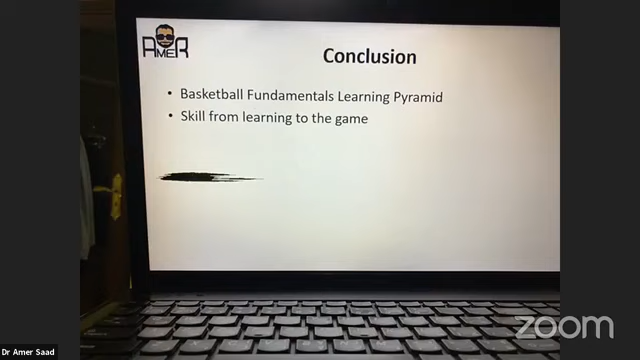 AMER
Conclusion
• Basketball Fundamentals Learning Pyramid
• Skill from learning to the game
zoom
Dr Amer Saad